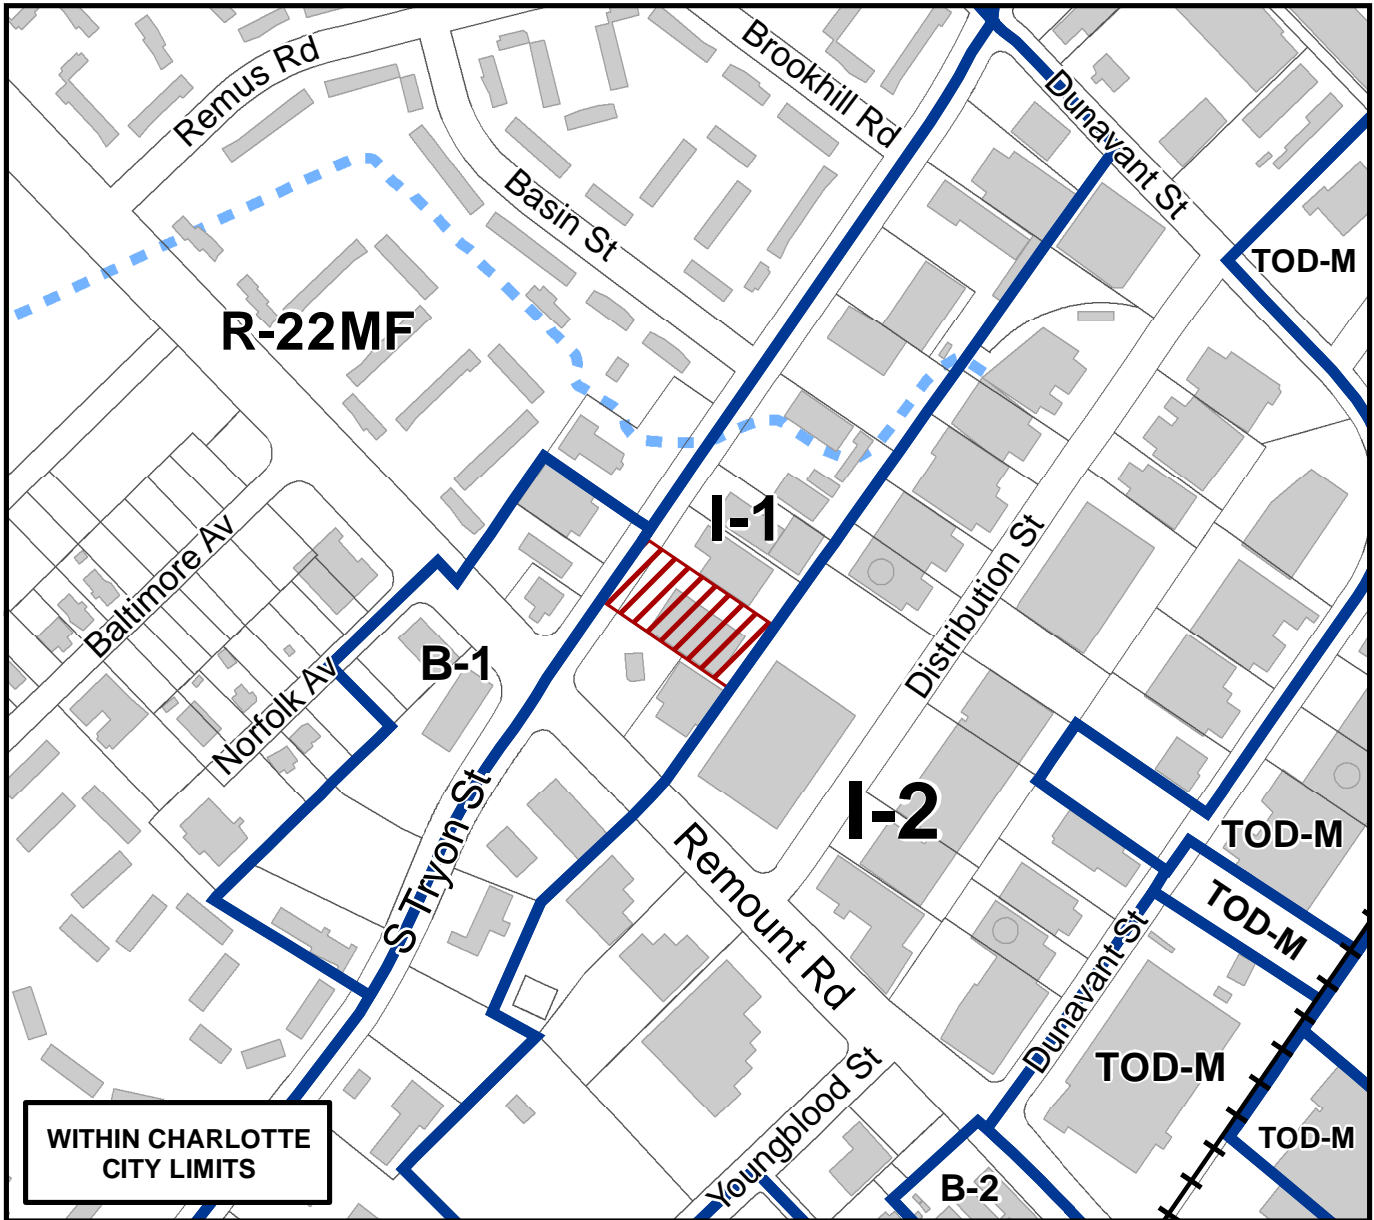 Remus Rd
Brookhill Rd
Dunavant St
Basin St
TOD-M
R-22MF
I-1
Baltimore Av
Distribution St
B-1
Norfolk Av
I-2
S Tryon St
TOD-M
Remount Rd
TOD-M
Dunavant St
TOD-M
Youngblood St
TOD-M
WITHIN CHARLOTTE
CITY LIMITS
B-2